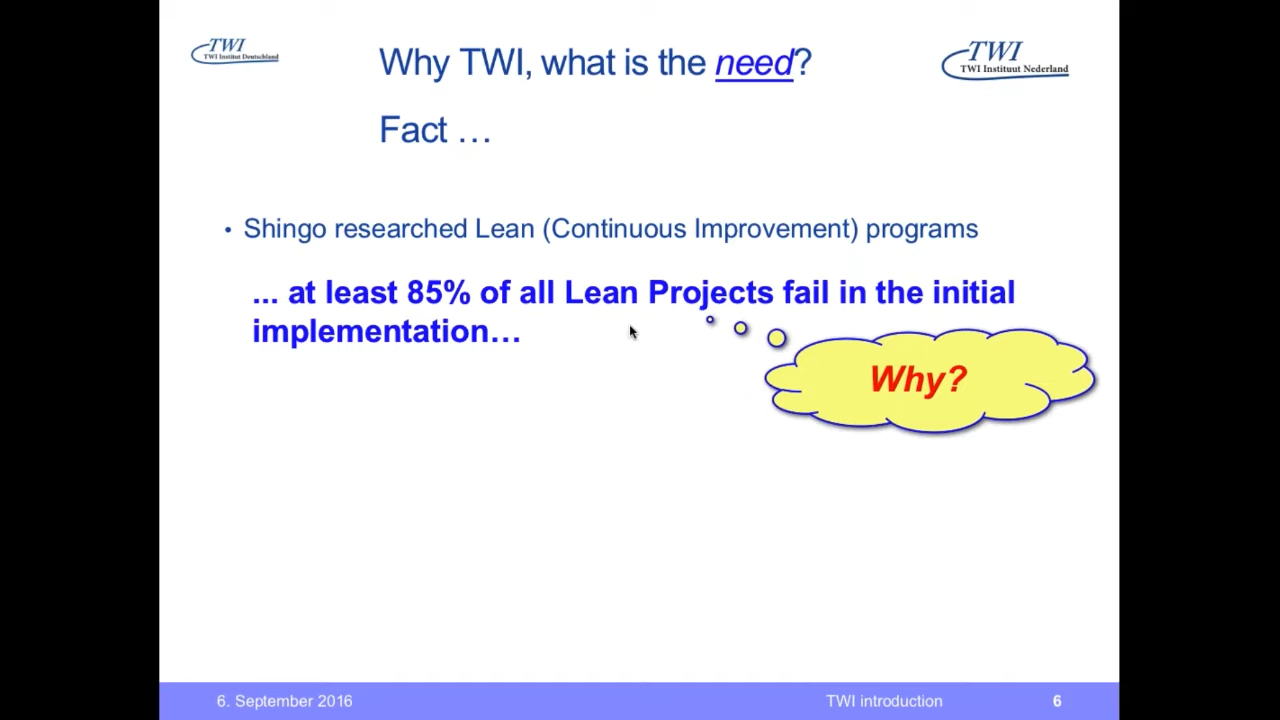 TWI
TWI Institut Deutschland
Why TWI, what is the need?
TWI
TWI Instituut Nederland
Fact …
• Shingo researched Lean (Continuous Improvement) programs
... at least 85% of all Lean Projects fail in the initial
implementation…
Why?
6. September 2016
TWI introduction
6